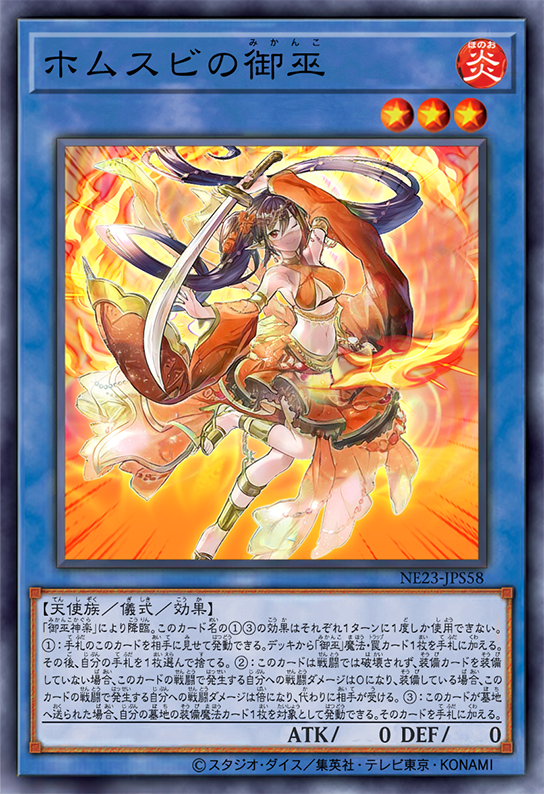 みかんこ
ホムスビの御巫
ほのお
炎
NE23-JPS58
【天使族／儀式／効果】
「御巫神楽」により降臨。このカード名の①③の効果はそれぞれ1ターンに1度しか使用できない。
①：手札のこのカードを相手に見せて発動できる。デッキから「御巫」魔法・罠カード1枚を手札に加える。
その後、自分の手札を1枚選んで捨てる。②：このカードは戦闘では破壊されず、装備カードを装備
していない場合、このカードの戦闘で発生する自分への戦闘ダメージは0になり、装備している場合、この
カードの戦闘で発生する自分への戦闘ダメージは倍になり、代わりに相手が受ける。③：このカードが墓地
へ送られた場合、自分の墓地の装備魔法カード1枚を対象として発動できる。そのカードを手札に加える。
ATK/ 0 DEF/ 0
©スタジオ・ダイス／集英社・テレビ東京・KONAMI